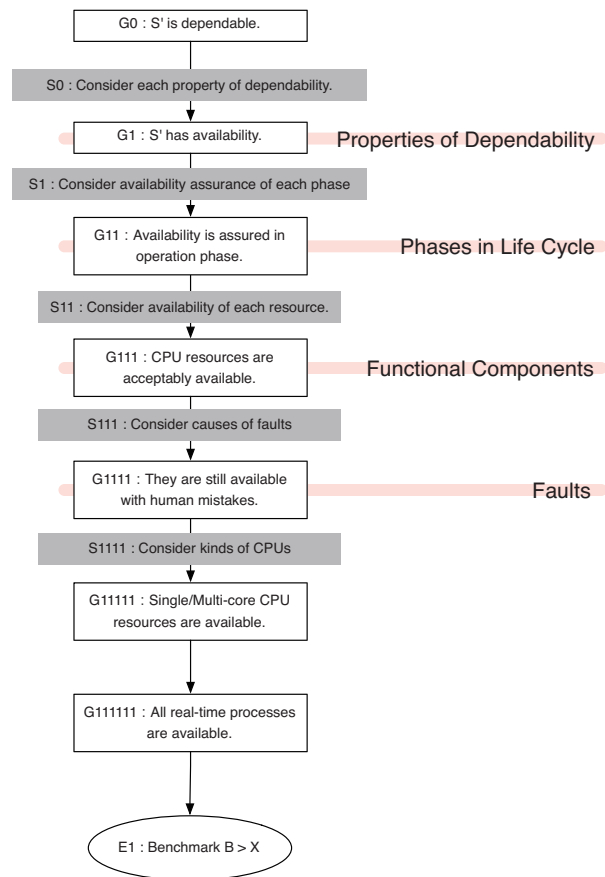 G0 : S' is dependable.
S0 : Consider each property of dependability.
G1 : S' has availability.
Properties of Dependability
S1 : Consider availability assurance of each phase
G11 : Availability is assured in
operation phase.
Phases in Life Cycle
S11 : Consider availability of each resource.
G111 : CPU resources are
acceptably available.
Functional Components
S111 : Consider causes of faults
G1111 : They are still available
with human mistakes.
Faults
S1111 : Consider kinds of CPUs
G11111 : Single/Multi-core CPU
resources are available.
G111111 : All real-time processes
are available.
E1 : Benchmark B > X